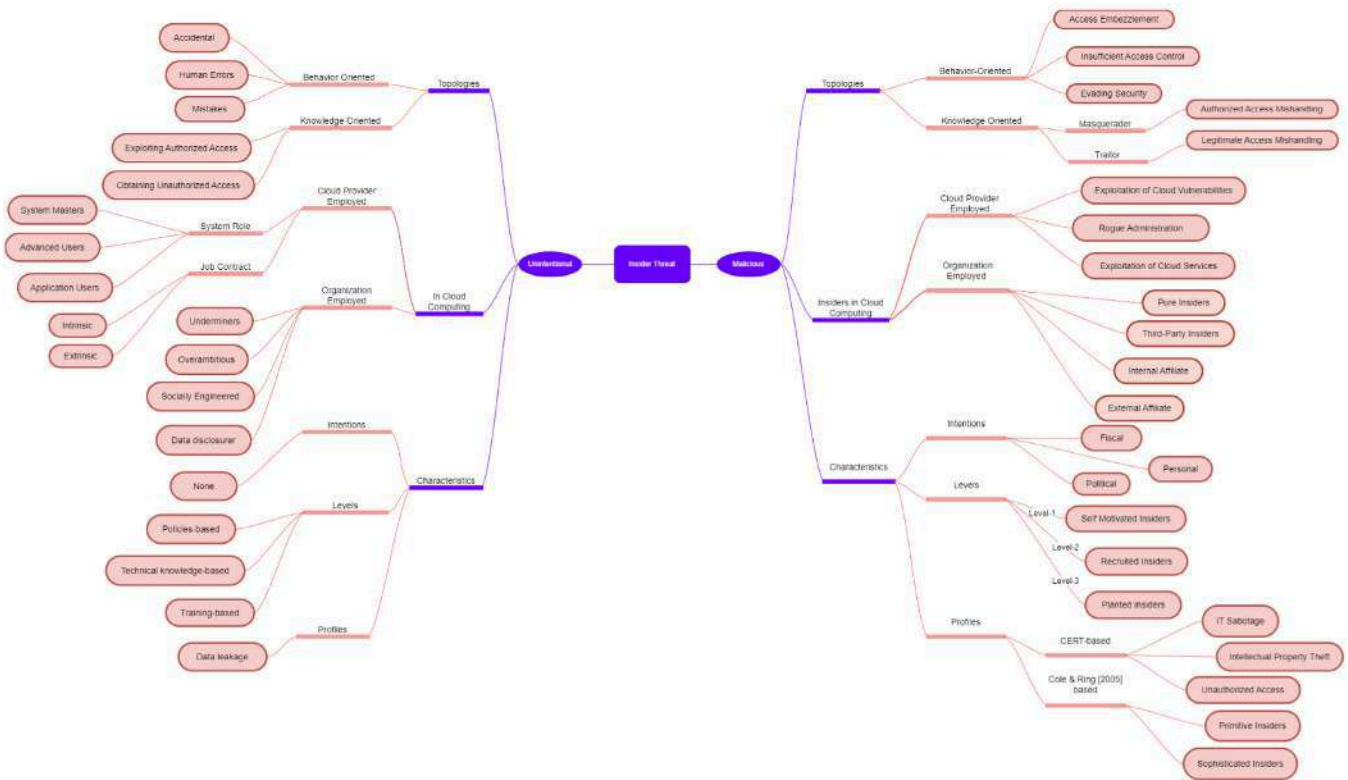 Insider Threat
Unintentional
Topologies
Behavior Oriented
Accidental
Human Errors
Mistakes
Knowledge Oriented
Exploiting Authorized Access
Obtaining Unauthorized Access
In Cloud
Computing
Cloud Provider
Employed
System Role
System Masters
Advanced Users
Application Users
Job Contract
Intrinsic
Extrinsic
Organization
Employed
Underminers
Overambitious
Socially Engineered
Data disclosurer
Characteristics
Intentions
None
Levels
Policies-based
Technical knowledge-based
Training-based
Profiles
Data leakage
Malicious
Topologies
Behavior-Oriented
Access Embezzlement
Insufficient Access Control
Evading Security
Knowledge Oriented
Masquerader
Authorized Access Mishandling
Traitor
Legitimate Access Mishandling
Insiders in Cloud
Computing
Cloud Provider
Employed
Exploitation of Cloud Vulnerabilities
Rogue Administration
Exploitation of Cloud Services
Organization
Employed
Pure Insiders
Third-Party Insiders
Internal Affiliate
External Affiliate
Characteristics
Intentions
Fiscal
Personal
Political
Levels
Level-1
Self Motivated Insiders
Level-2
Recruited Insiders
Level-3
Planted insiders
Profiles
CERT-based
IT Sabotage
Intellectual Property Theft
Unauthorized Access
Cole & Ring [2005]
based
Primitive Insiders
Sophisticated Insiders